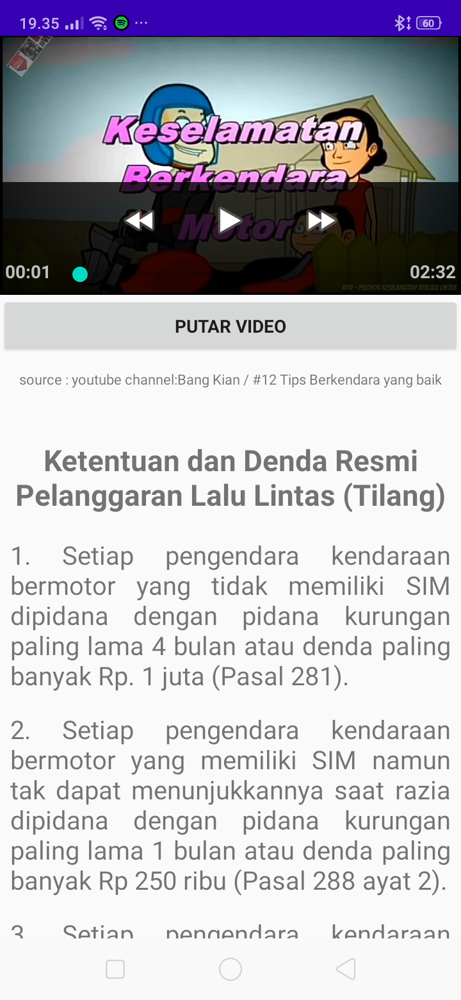 19.35
60
Keselamatan
Berkendara
Motor
00:01
02:32
#12 - PELOPOR KESELAMATAN BERLALU LINTAS
PUTAR VIDEO
source : youtube channel:Bang Kian / #12 Tips Berkendara yang baik
Ketentuan dan Denda Resmi
Pelanggaran Lalu Lintas (Tilang)
1. Setiap pengendara kendaraan
bermotor yang tidak memiliki SIM
dipidana dengan pidana kurungan
paling lama 4 bulan atau denda paling
banyak Rp. 1 juta (Pasal 281).
2. Setiap pengendara kendaraan
bermotor yang memiliki SIM namun
tak dapat menunjukkannya saat razia
dipidana dengan pidana kurungan
paling lama 1 bulan atau denda paling
banyak Rp 250 ribu (Pasal 288 ayat 2).
3. Setiap pengendara kendaraan